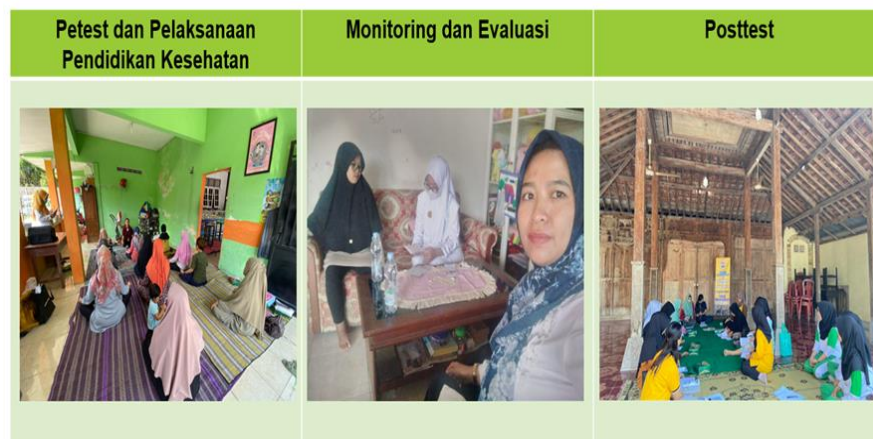 Petest dan Pelaksanaan
Pendidikan Kesehatan
Monitoring dan Evaluasi
Posttest